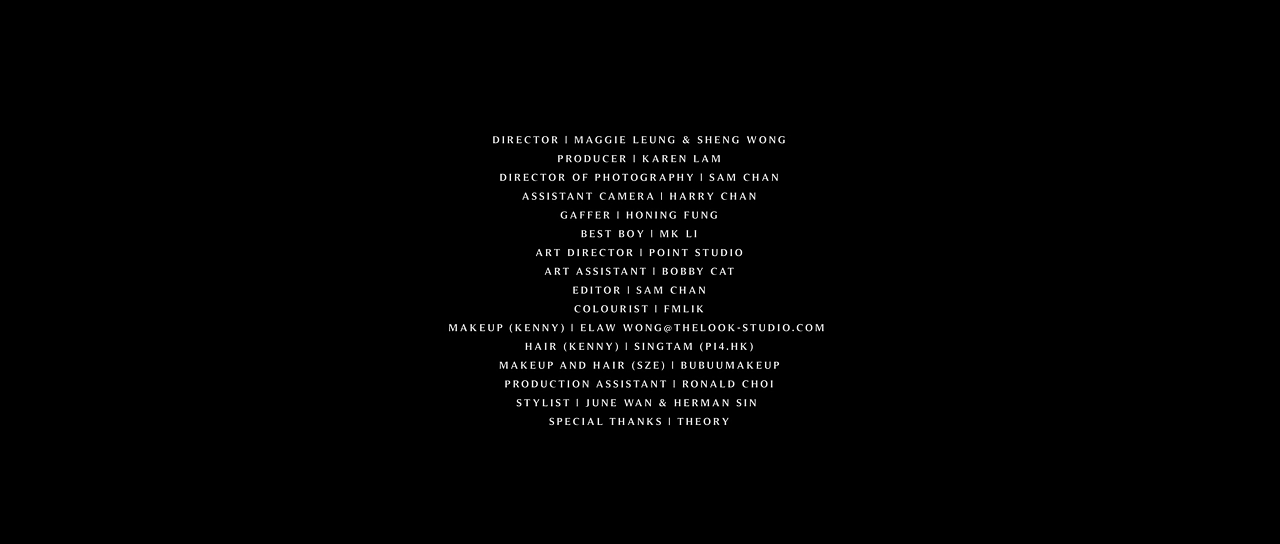 DIRECTOR | MAGGIE LEUNG & SHENG WONG
PRODUCER | KAREN LAM
DIRECTOR OF PHOTOGRAPHY | SAM CHAN
ASSISTANT CAMERA | HARRY CHAN
GAFFER | HONING FUNG
BEST BOY | MK LI
ART DIRECTOR | POINT STUDIO
ART ASSISTANT | BOBBY CAT
EDITOR | SAM CHAN
COLOURIST | FMLIK
MAKEUP (KENNY) | ELAW WONG@THELOOK-STUDIO.COM
HAIR (KENNY) | SINGTAM (PI4.HK)
MAKEUP AND HAIR (SZE) | BUBUUMAKEUP
PRODUCTION ASSISTANT | RONALD CHOI
STYLIST | JUNE WAN & HERMAN SIN
SPECIAL THANKS | THEORY